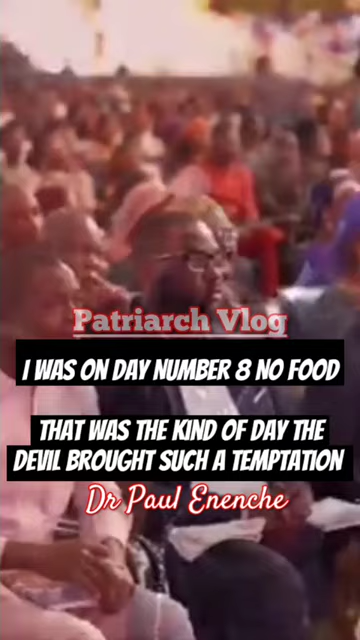 Patriarch Vlog
I WAS ON DAY NUMBER 8 NO FOOD
THAT WAS THE KIND OF DAY THE
DEVIL BROUGHT SUCH A TEMPTATION
Dr Paul Enenche